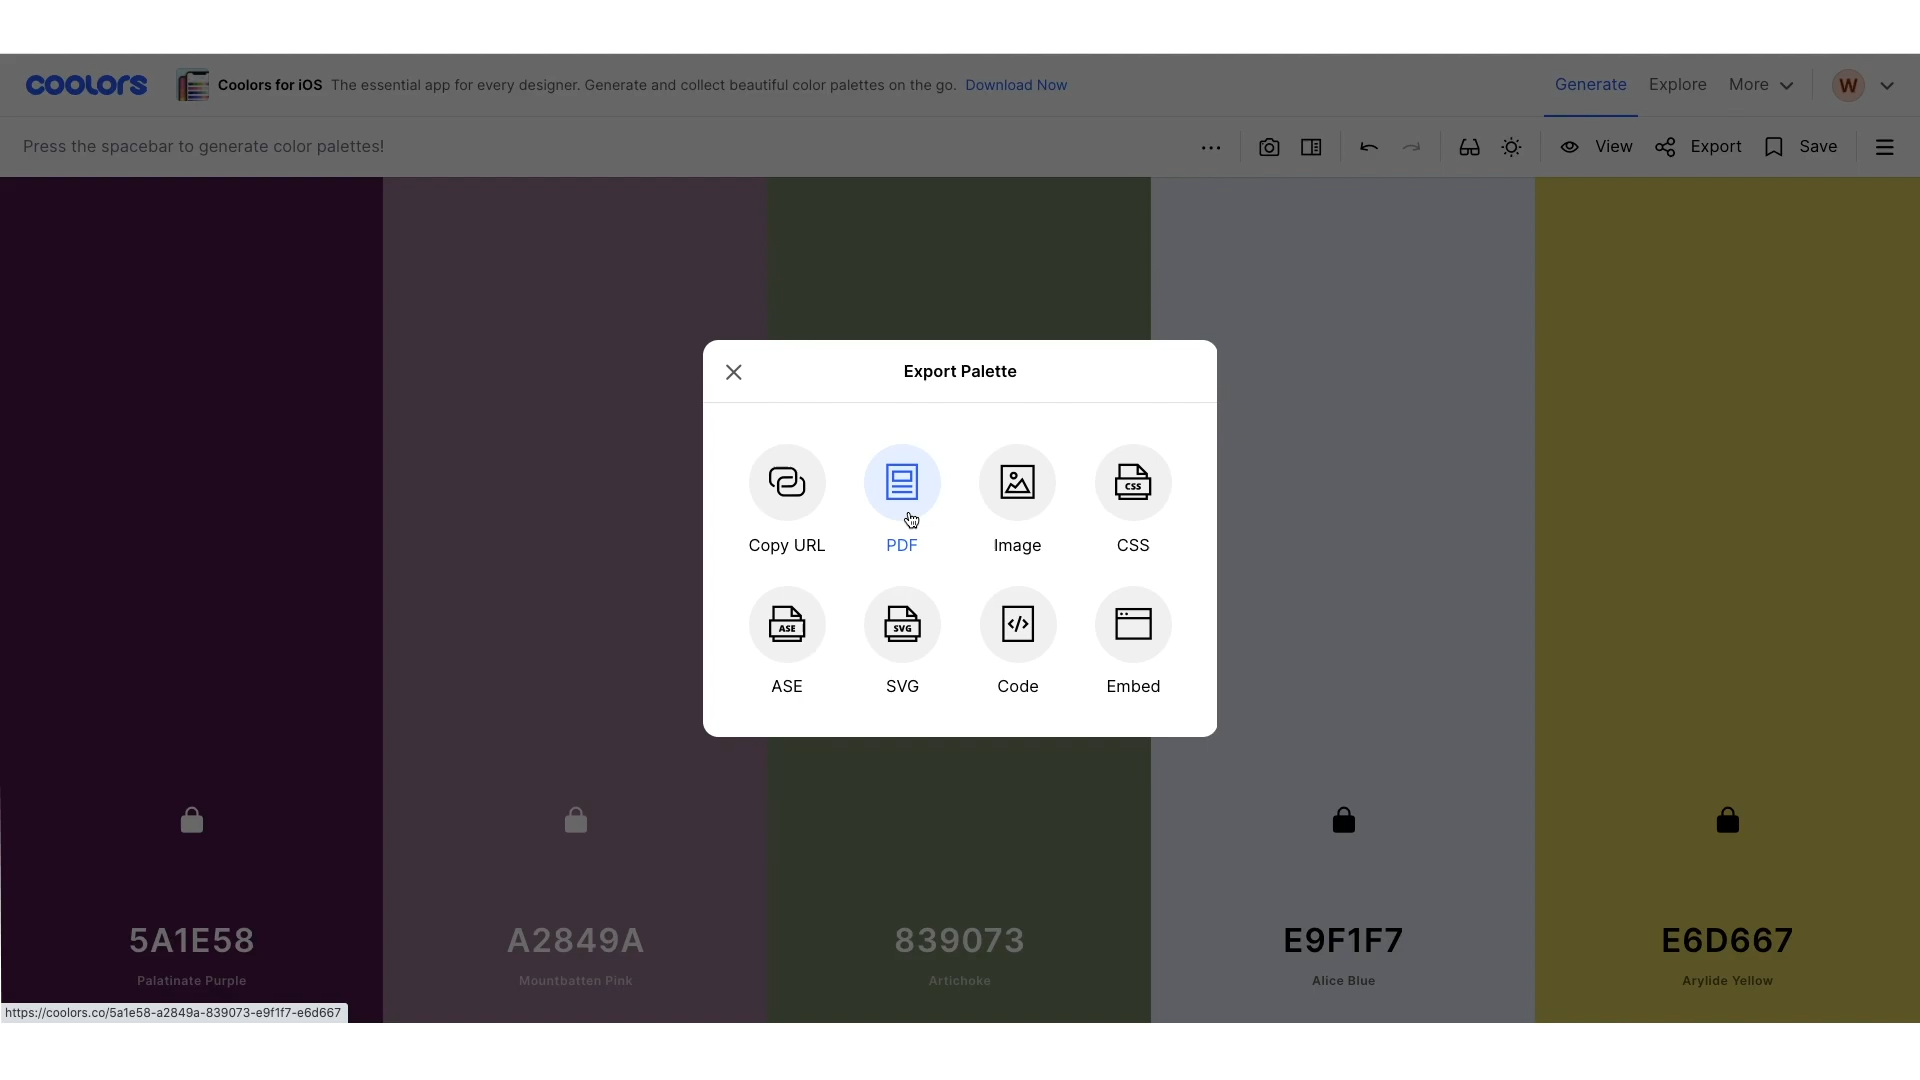 coolors
Coolors for iOS The essential app for every designer. Generate and collect beautiful color palettes on the go. Download Now
Generate Explore More W
Press the spacebar to generate color palettes!
View Export Save
Export Palette
Copy URL PDF Image CSS
CSS
ASE SVG
ASE SVG Code Embed
5A1E58 A2849A 839073 E9F1F7 E6D667
Palatinate Purple Mountbatten Pink Artichoke Alice Blue Arylide Yellow
https://coolors.co/5a1e58-a2849a-839073-e9f1f7-e6d667